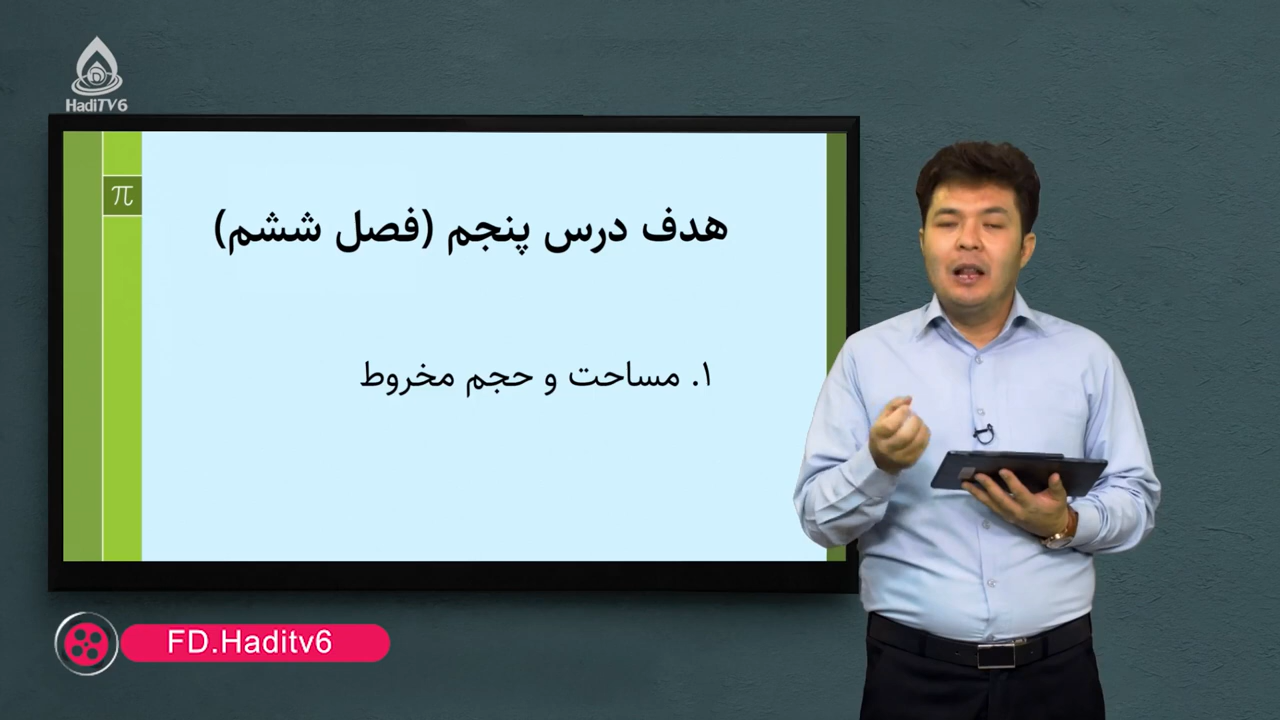 HadiTV6
π
هدف درس پنجم (فصل ششم)
۱. مساحت و حجم مخروط
FD.Haditv6